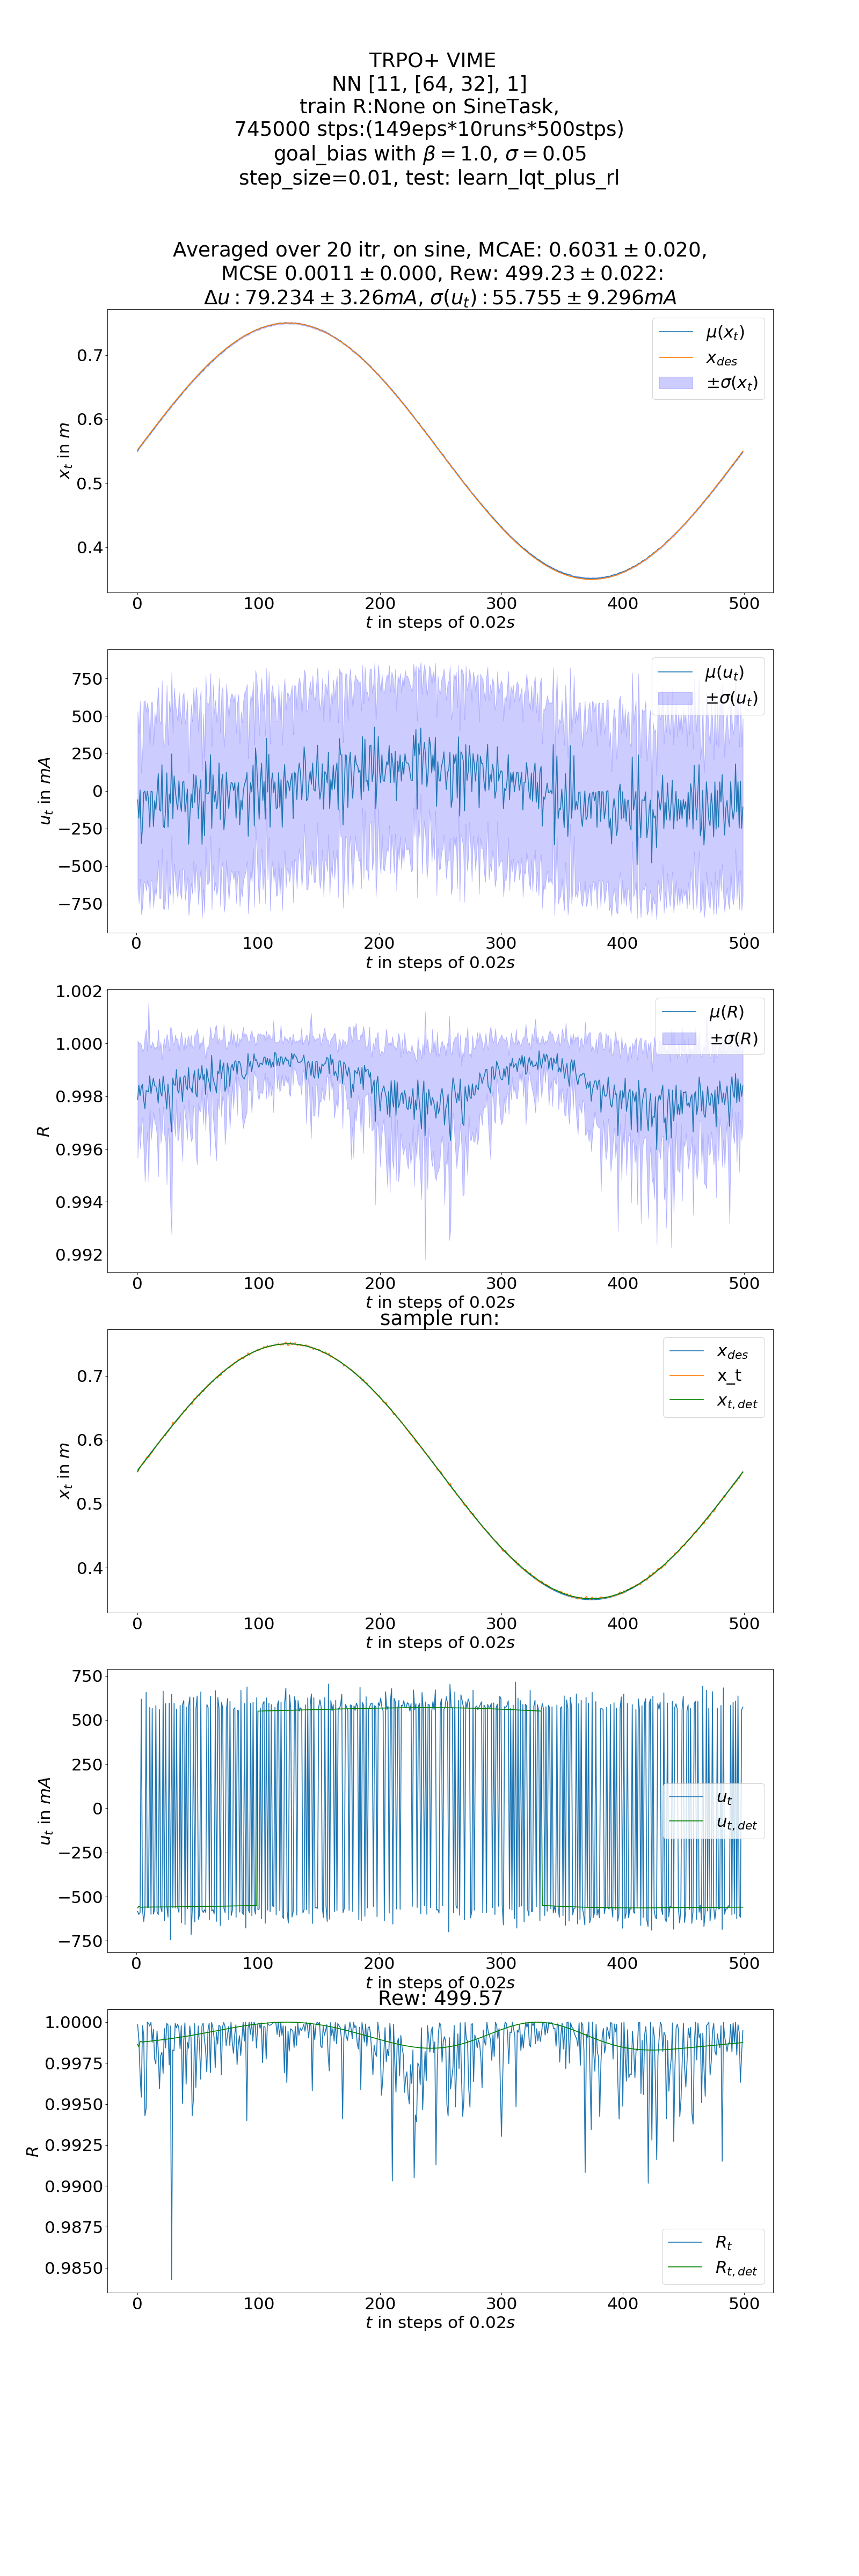 TRPO+ VIME
NN [11, [64, 32], 1]
train R:None on SineTask,
745000 stps:(149eps*10runs*500stps)
goal_bias with β = 1.0, σ = 0.05
step_size=0.01, test: learn_lqt_plus_rl
Averaged over 20 itr, on sine, MCAE: 0.6031 ± 0.020,
MCSE 0.0011 ± 0.000, Rew: 499.23 ± 0.022:
Δu : 79.234 ± 3.26mA, σ(u_t) : 55.755 ± 9.296mA
μ(x_t)
x_des
±σ(x_t)
0.7
0.6
0.5
0.4
x_t in m
0 100 200 300 400 500
t in steps of 0.02s
μ(u_t)
±σ(u_t)
750
500
250
0
−250
−500
−750
u_t in mA
0 100 200 300 400 500
t in steps of 0.02s
μ(R)
±σ(R)
1.002
1.000
0.998
0.996
0.994
0.992
R
0 100 200 300 400 500
t in steps of 0.02s
sample run:
x_des
x_t
x_t,det
0.7
0.6
0.5
0.4
x_t in m
0 100 200 300 400 500
t in steps of 0.02s
750
500
250
0
−250
−500
−750
u_t in mA
u_t
u_t,det
0 100 200 300 400 500
t in steps of 0.02s
Rew: 499.57
1.0000
0.9975
0.9950
0.9925
0.9900
0.9875
0.9850
R
R_t
R_t,det
0 100 200 300 400 500
t in steps of 0.02s